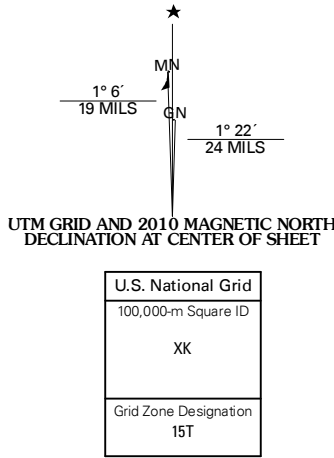 ★
MN
1° 6´
19 MILS
GN
1° 22´
24 MILS
UTM GRID AND 2010 MAGNETIC NORTH
DECLINATION AT CENTER OF SHEET
U.S. National Grid
100,000-m Square ID
XK
Grid Zone Designation
15T